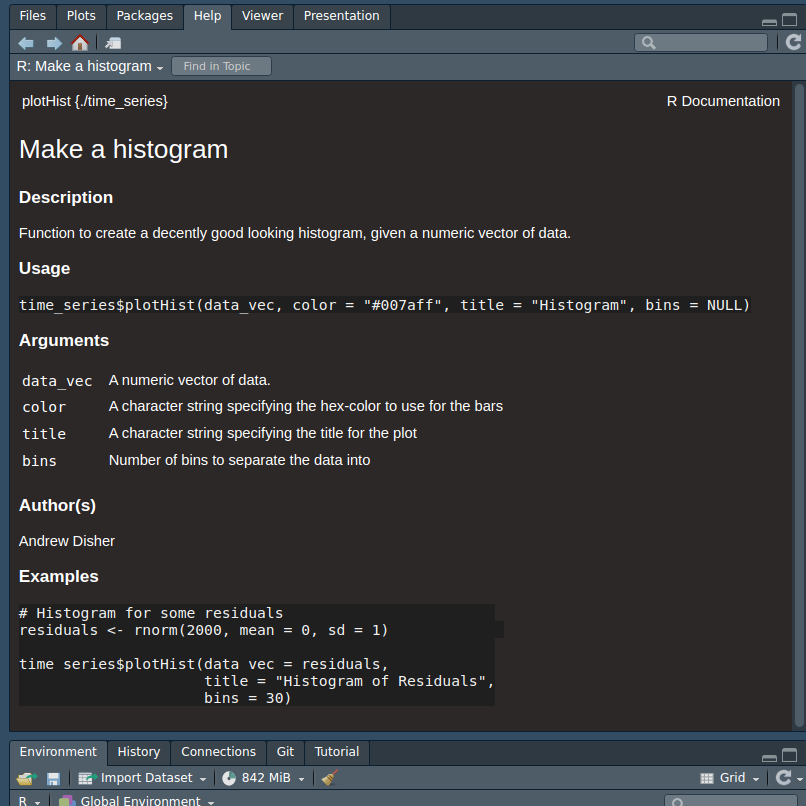 Files Plots Packages Help Viewer Presentation
R: Make a histogram Find in Topic
plotHist {./time_series} R Documentation
Make a histogram
Description
Function to create a decently good looking histogram, given a numeric vector of data.
Usage
time_series$plotHist(data_vec, color = "#007aff", title = "Histogram", bins = NULL)
Arguments
data_vec A numeric vector of data.
color A character string specifying the hex-color to use for the bars
title A character string specifying the title for the plot
bins Number of bins to separate the data into
Author(s)
Andrew Disher
Examples
# Histogram for some residuals
residuals <- rnorm(2000, mean = 0, sd = 1)
time series$plotHist(data vec = residuals,
title = "Histogram of Residuals",
bins = 30)
Environment History Connections Git Tutorial
Import Dataset 842 MiB Grid
R Global Environment